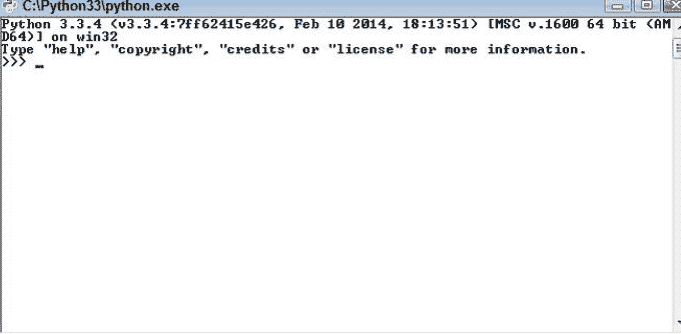 C:\Python33\python.exe
Python 3.3.4 (v3.3.4:7ff62415e426, Feb 10 2014, 18:13:51) [MSC v.1600 64 bit (AM
D64)] on win32
Type "help", "copyright", "credits" or "license" for more information.
>>> _